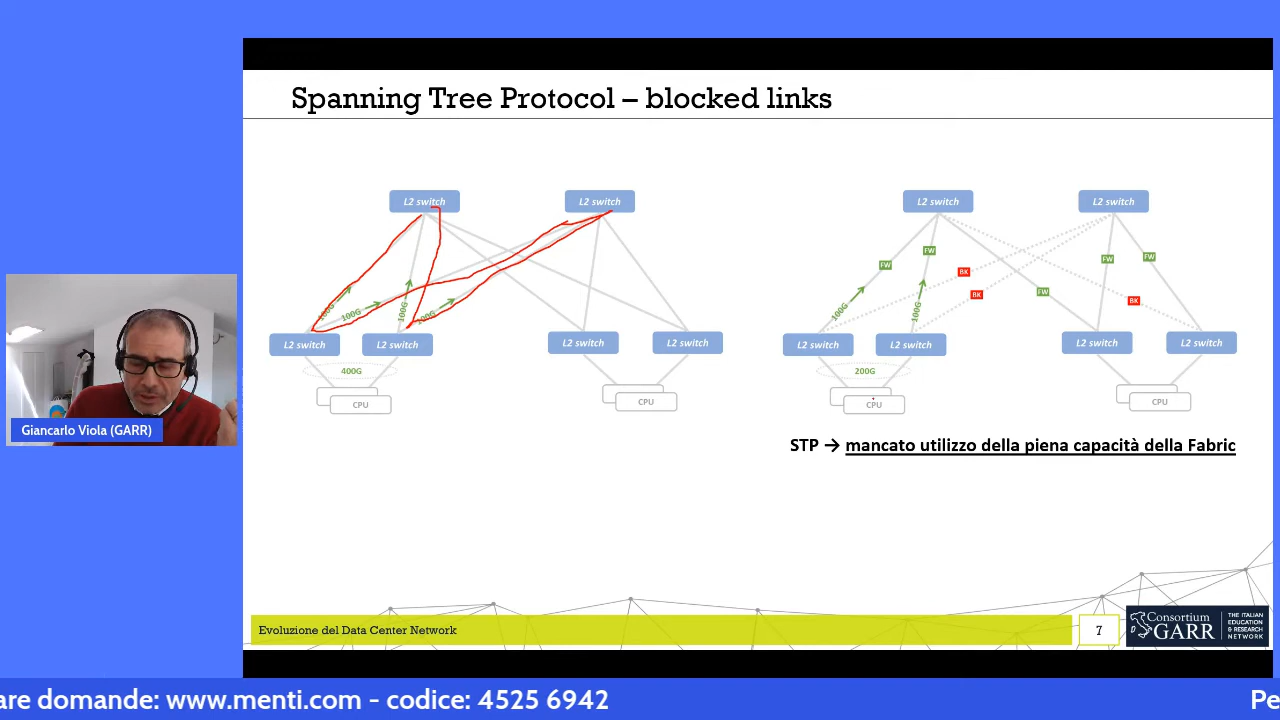 Spanning Tree Protocol – blocked links
L2 switch
L2 switch
100G
100G
100G
100G
L2 switch
L2 switch
L2 switch
L2 switch
400G
CPU
CPU
L2 switch
L2 switch
FW
FW
BK
BK
FW
FW
FW
BK
100G
100G
L2 switch
L2 switch
L2 switch
L2 switch
200G
CPU
CPU
STP → mancato utilizzo della piena capacità della Fabric
Giancarlo Viola (GARR)
Evoluzione del Data Center Network
7
Consortium
GARR
THE ITALIAN
EDUCATION
& RESEARCH
NETWORK
are domande: www.menti.com - codice: 4525 6942
Pe